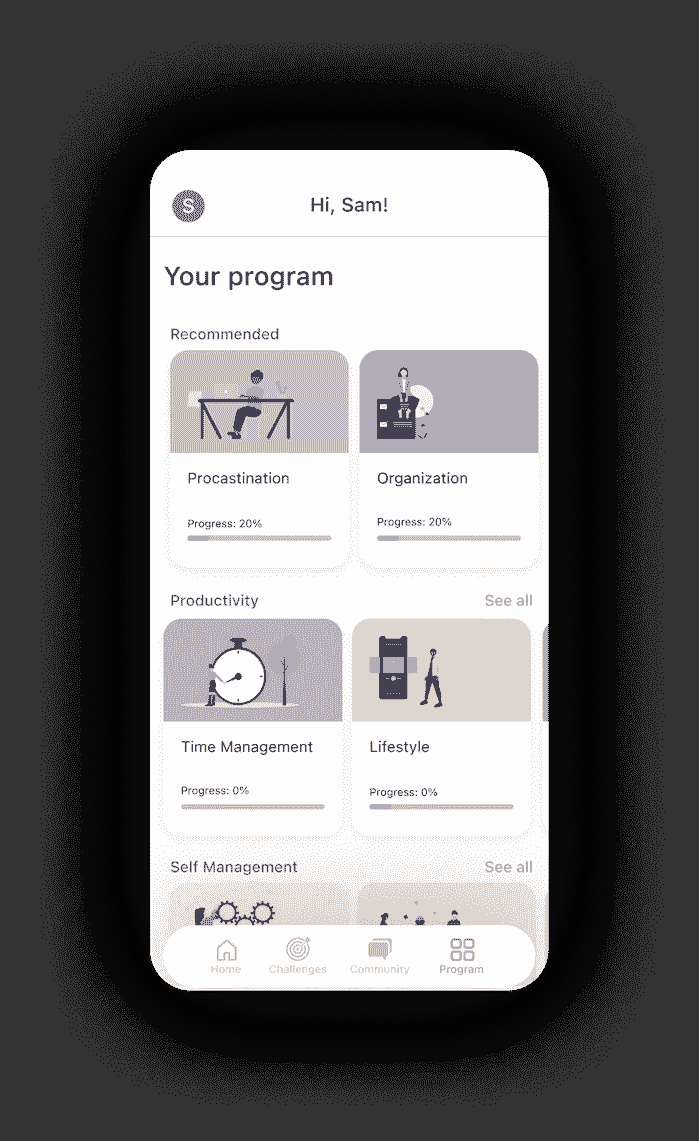 S
Hi, Sam!
Your program
Recommended
Procastination
Organization
Progress: 20%
Progress: 20%
Productivity
See all
Time Management
Lifestyle
Progress: 0%
Progress: 0%
Self Management
See all
Home
Challenges
Community
Program